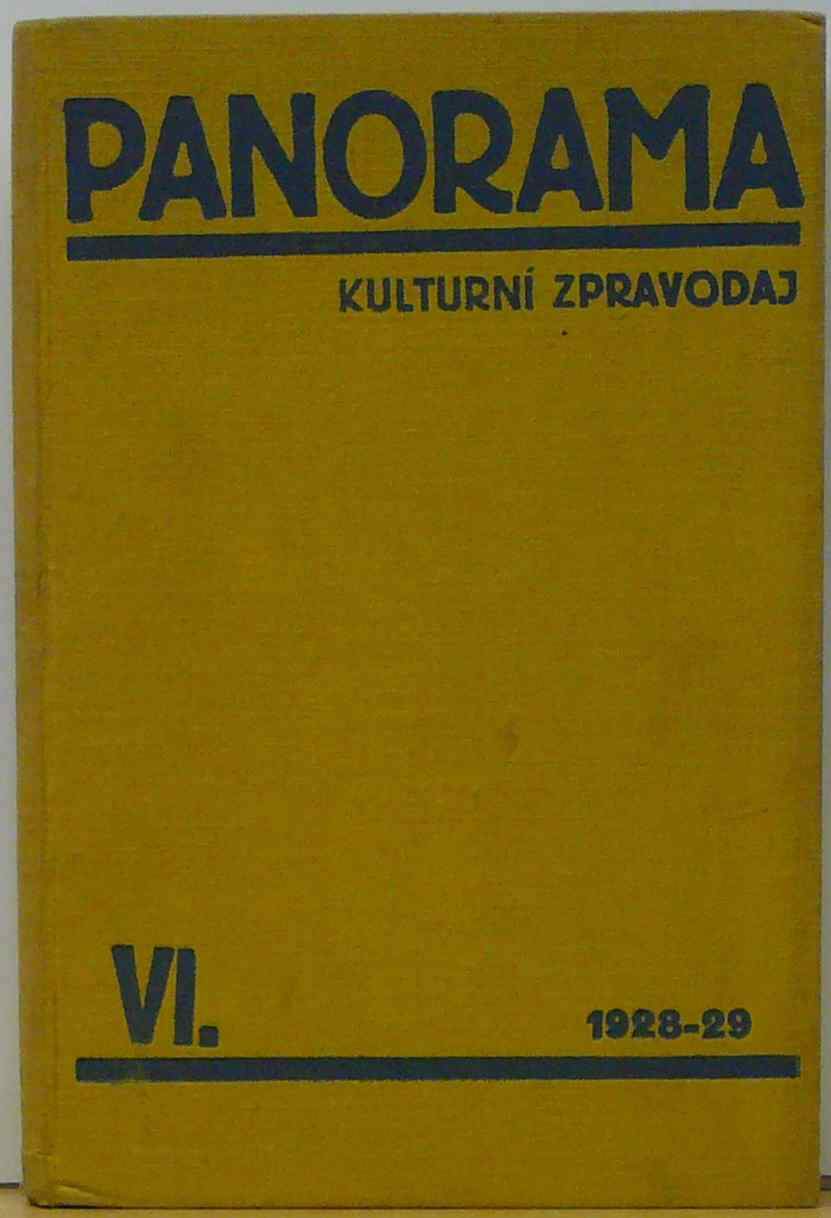 PANORAMA
KULTURNÍ ZPRAVODAJ
VI.
1928-29